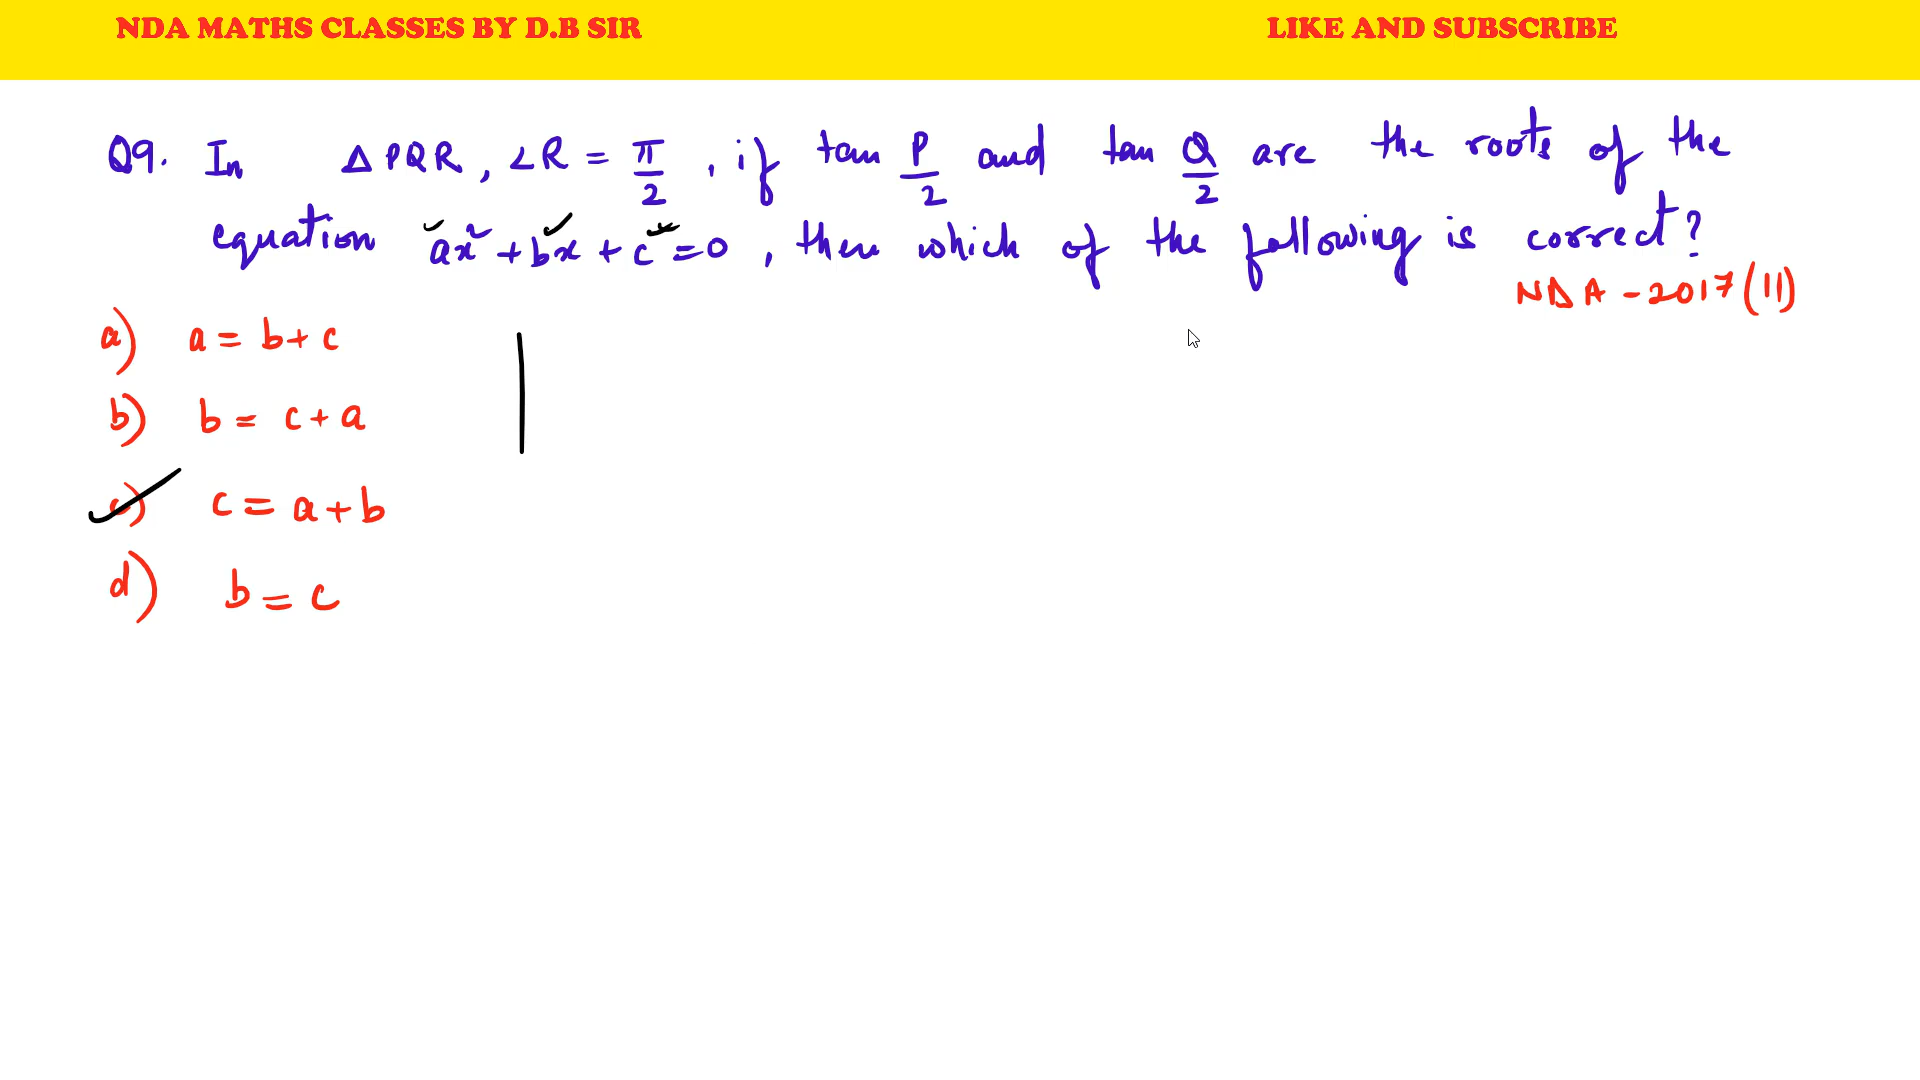 NDA MATHS CLASSES BY D.B SIR LIKE AND SUBSCRIBE
Q9. In Δ PQR, ∠R = π/2, if tan P/2 and tan Q/2 are the roots of the
equation ax² + bx + c = 0, then which of the following is correct?
NDA - 2017 (II)
a) a = b + c
b) b = c + a
c) c = a + b
d) b = c